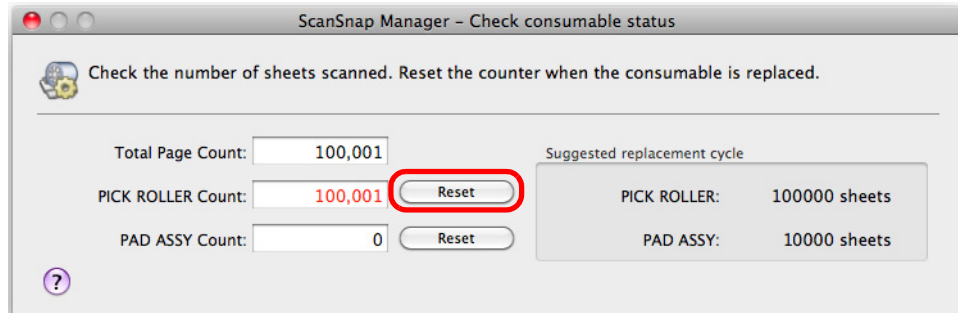 ScanSnap Manager – Check consumable status
Check the number of sheets scanned. Reset the counter when the consumable is replaced.
Total Page Count: 100,001
Suggested replacement cycle
PICK ROLLER Count: 100,001 Reset
PICK ROLLER: 100000 sheets
PAD ASSY Count: 0 Reset
PAD ASSY: 10000 sheets
?